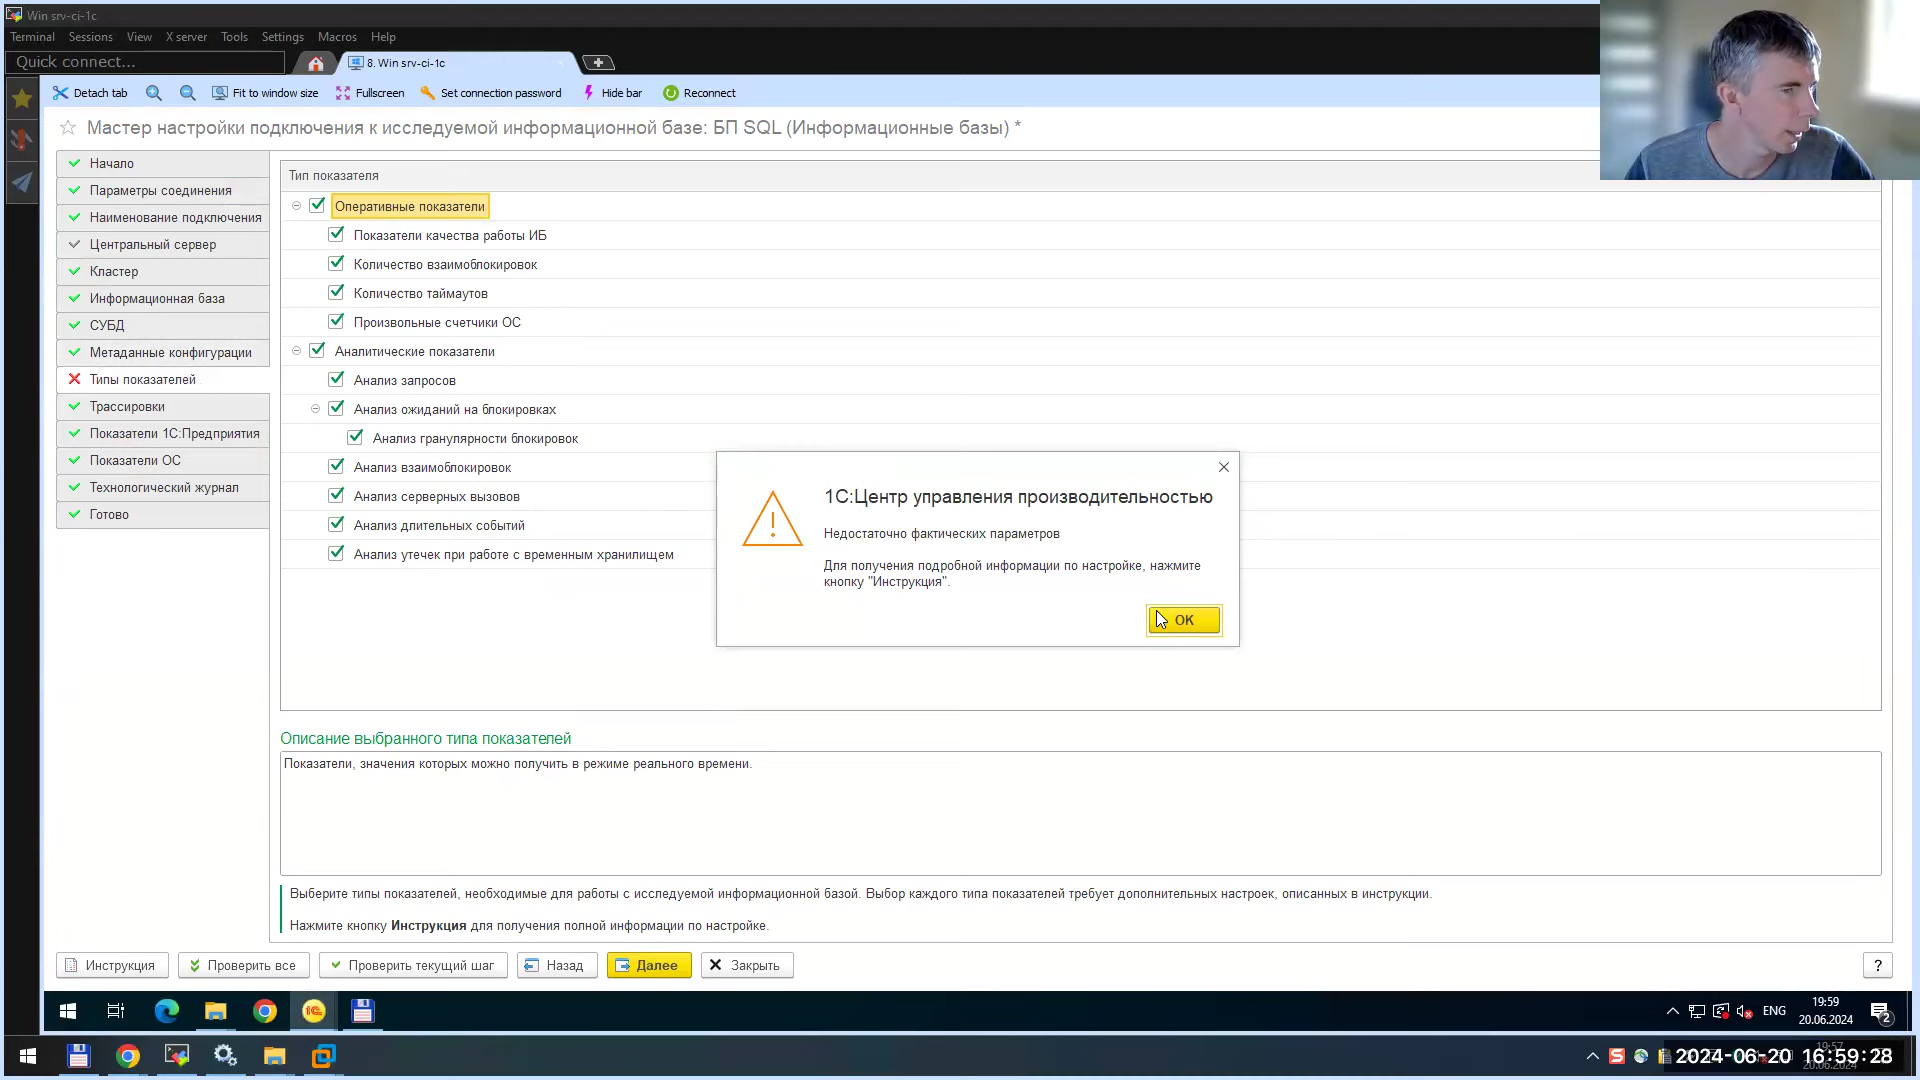 Win srv-ci-1c
Terminal Sessions View X server Tools Settings Macros Help
Quick connect...
8. Win srv-ci-1c
Detach tab Fit to window size Fullscreen Set connection password Hide bar Reconnect
Мастер настройки подключения к исследуемой информационной базе: БП SQL (Информационные базы) *
Начало
Параметры соединения
Наименование подключения
Центральный сервер
Кластер
Информационная база
СУБД
Метаданные конфигурации
Типы показателей
Трассировки
Показатели 1С:Предприятия
Показатели ОС
Технологический журнал
Готово
Тип показателя
Оперативные показатели
Показатели качества работы ИБ
Количество взаимоблокировок
Количество таймаутов
Произвольные счетчики ОС
Аналитические показатели
Анализ запросов
Анализ ожиданий на блокировках
Анализ гранулярности блокировок
Анализ взаимоблокировок
Анализ серверных вызовов
Анализ длительных событий
Анализ утечек при работе с временным хранилищем
1С:Центр управления производительностью
Недостаточно фактических параметров
Для получения подробной информации по настройке, нажмите
кнопку "Инструкция".
OK
Описание выбранного типа показателей
Показатели, значения которых можно получить в режиме реального времени.
Выберите типы показателей, необходимые для работы с исследуемой информационной базой. Выбор каждого типа показателей требует дополнительных настроек, описанных в инструкции.
Нажмите кнопку Инструкция для получения полной информации по настройке.
Инструкция Проверить все Проверить текущий шаг Назад Далее Закрыть ?
ENG
19:59
20.06.2024
2
19:57
20.06.2024
2024-06-20 16:59:28